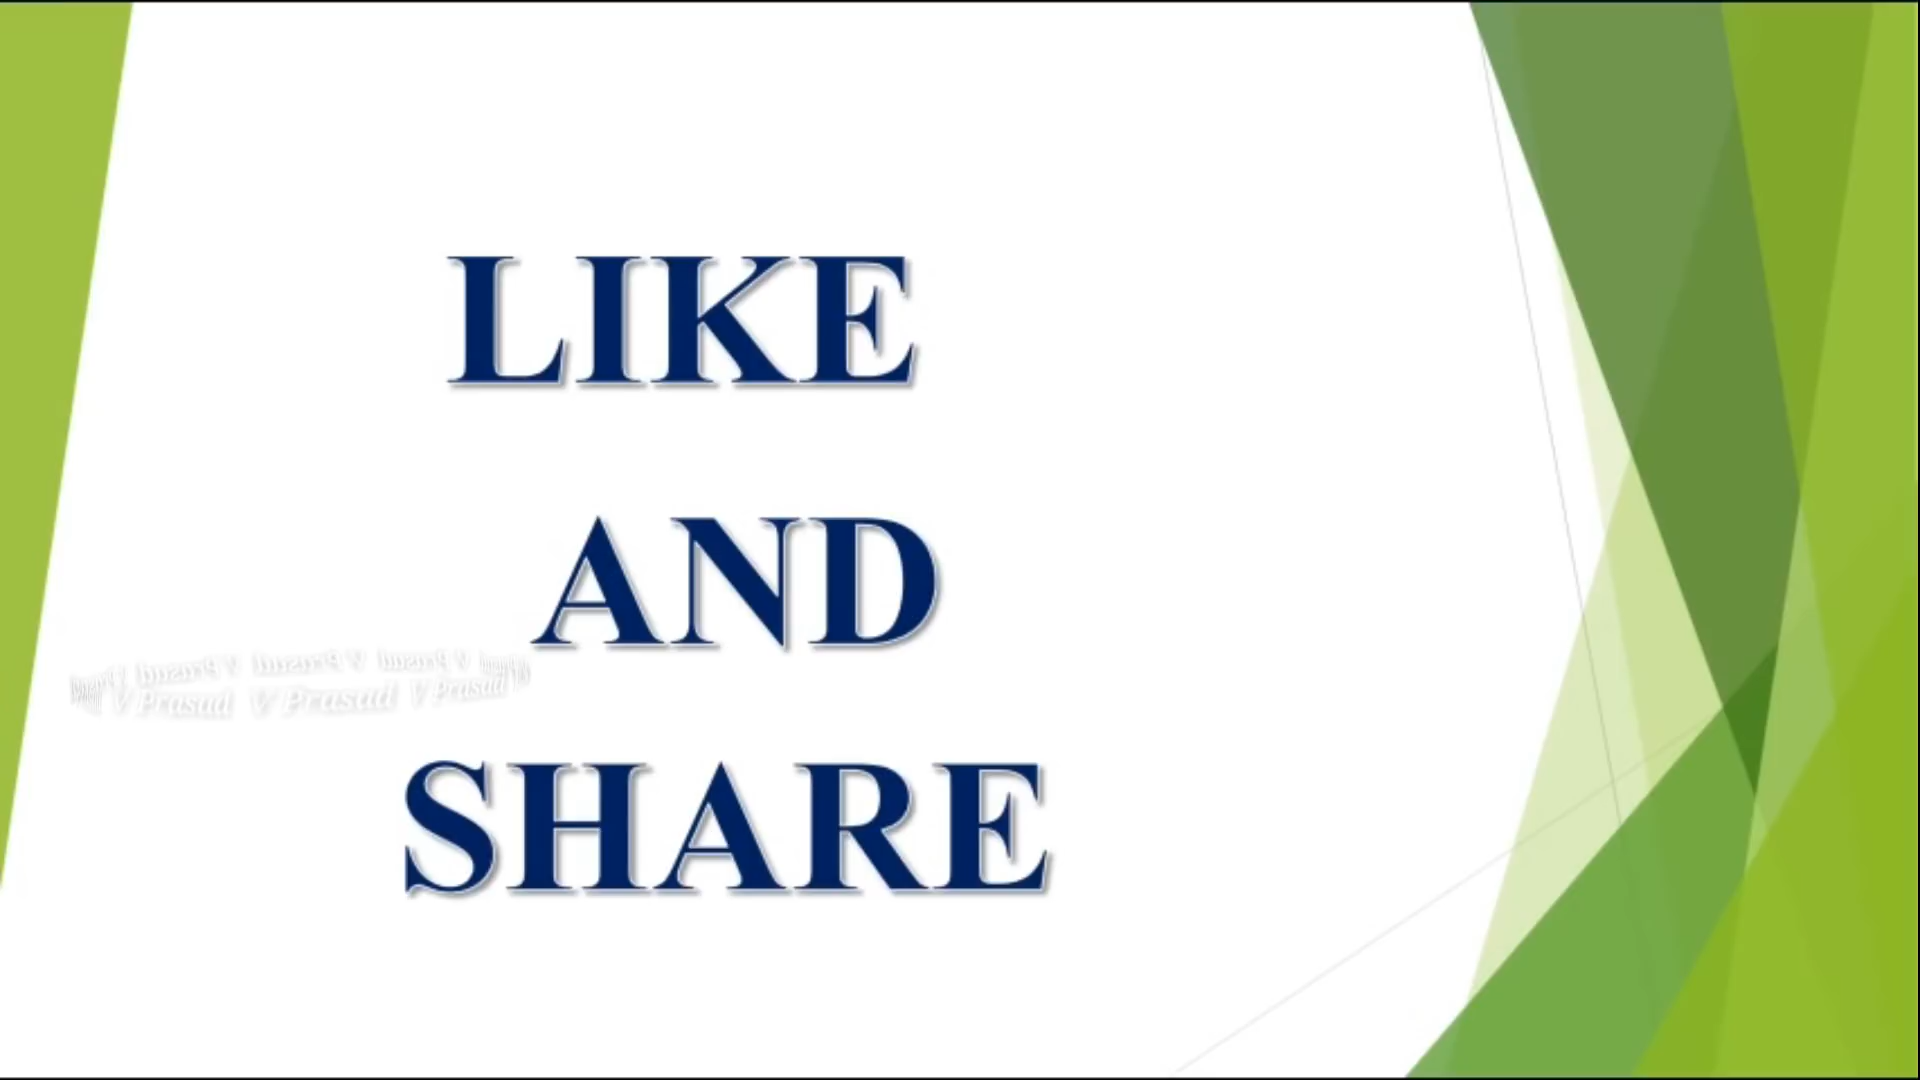 LIKE
AND
V Prasad V Prasad V Prasad
SHARE